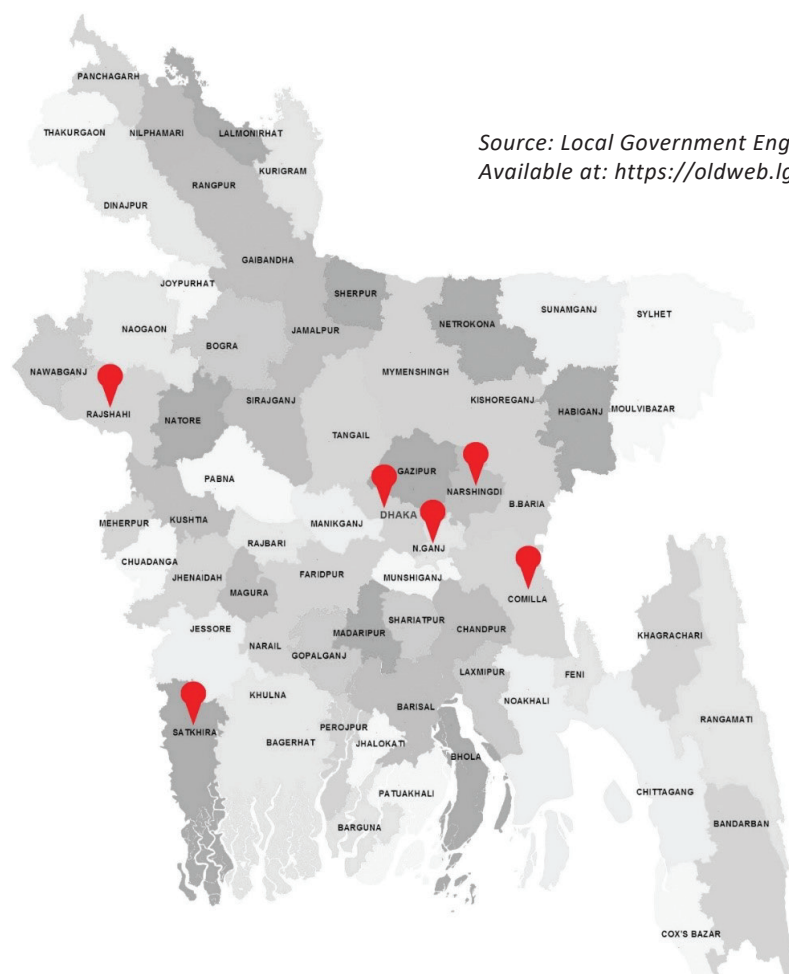 PANCHAGARH
THAKURGAON
NILPHAMARI
LALMONIRHAT
Source: Local Government Eng
Available at: https://oldweb.lg
KURIGRAM
RANGPUR
DINAJPUR
GAIBANDHA
JOYPURHAT
SHERPUR
SUNAMGANJ
SYLHET
NAOGAON
JAMALPUR
NETROKONA
BOGRA
NAWABGANJ
MYMENSHINGH
KISHOREGANJ
RAJSHAHI
SIRAJGANJ
HABIGANJ
MOULVIBAZAR
NATORE
TANGAIL
GAZIPUR
PABNA
NARSHINGDI
B.BARIA
DHAKA
MEHERPUR
KUSHTIA
MANIKGANJ
RAJBARI
N.GANJ
CHUADANGA
JHENAIDAH
FARIDPUR
MUNSHIGANJ
MAGURA
COMILLA
SHARIATPUR
JESSORE
MADARIPUR
CHANDPUR
KHAGRACHARI
NARAIL
GOPALGANJ
LAXMIPUR
FENI
KHULNA
NOAKHALI
BARISAL
RANGAMATI
PEROJPUR
SATKHIRA
BAGERHAT
JHALOKATI
BHOLA
PATUAKHALI
CHITTAGANG
BARGUNA
BANDARBAN
COX'S BAZAR